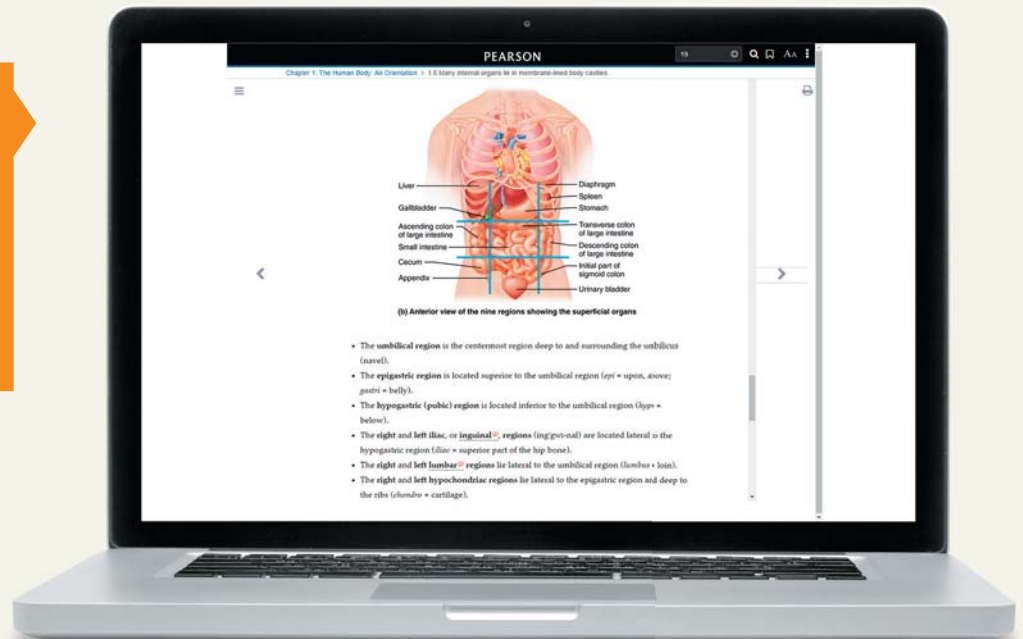 PEARSON
19
AA
Chapter 1: The Human Body: An Orientation // 1.6 Many internal organs lie in membrane-lined body cavities
Liver
Gallbladder
Ascending colon
of large intestine
Small intestine
Cecum
Appendix
Diaphragm
Spleen
Stomach
Transverse colon
of large intestine
Descending colon
of large intestine
Initial part of
sigmoid colon
Urinary bladder
(b) Anterior view of the nine regions showing the superficial organs
• The umbilical region is the centermost region deep to and surrounding the umbilicus
(navel).
• The epigastric region is located superior to the umbilical region (epi = upon, above;
gastri = belly).
• The hypogastric (pubic) region is located inferior to the umbilical region (hypo =
below).
• The right and left iliac, or inguinal, regions (ing′gwi-nal) are located lateral to the
hypogastric region (iliac = superior part of the hip bone).
• The right and left lumbar regions lie lateral to the umbilical region (lumbus = loin).
• The right and left hypochondriac regions lie lateral to the epigastric region and deep to
the ribs (chondro = cartilage).